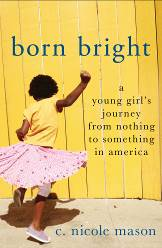 born bright
a
young girl's
journey
from nothing
to something
in america
c. nicole mason